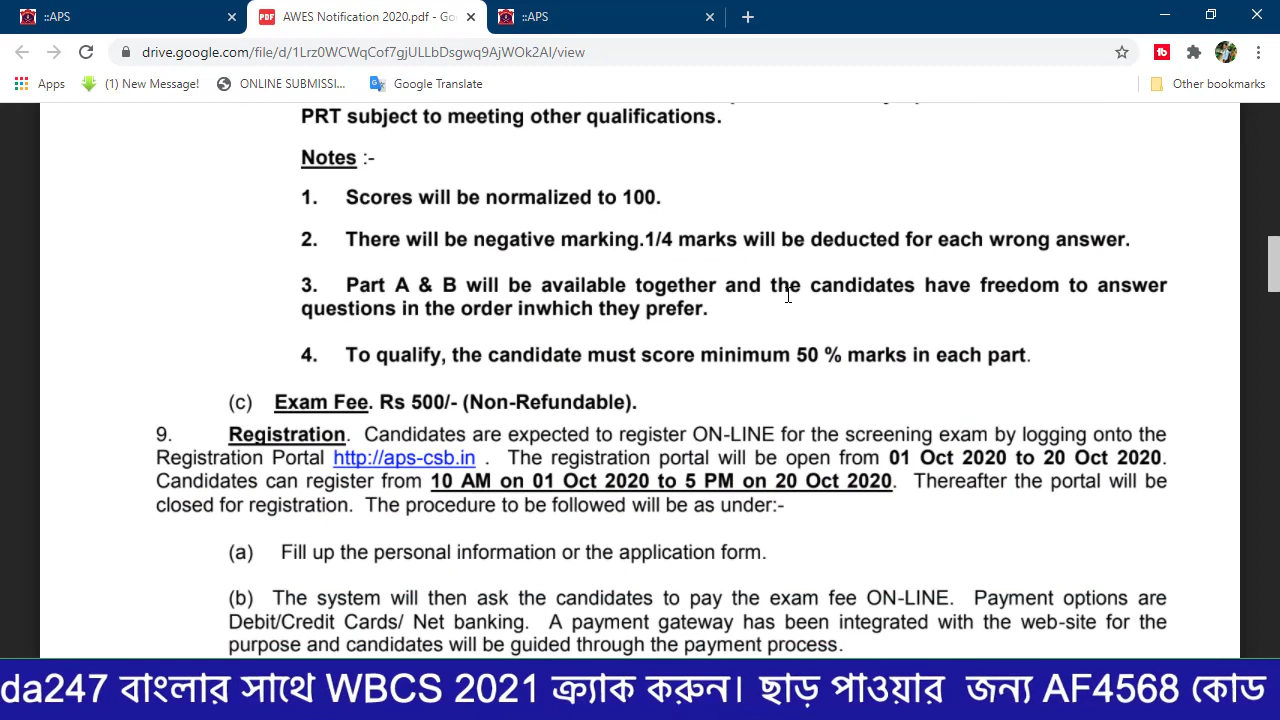 ::APS
AWES Notification 2020.pdf - Go
::APS
drive.google.com/file/d/1Lrz0WCWqCof7gjULLbDsgwq9AjWOk2AI/view
Apps
(1) New Message!
ONLINE SUBMISSI...
Google Translate
Other bookmarks
PRT subject to meeting other qualifications.
Notes :-
1. Scores will be normalized to 100.
2. There will be negative marking.1/4 marks will be deducted for each wrong answer.
3. Part A & B will be available together and the candidates have freedom to answer
questions in the order inwhich they prefer.
4. To qualify, the candidate must score minimum 50 % marks in each part.
(c) Exam Fee. Rs 500/- (Non-Refundable).
9. Registration. Candidates are expected to register ON-LINE for the screening exam by logging onto the
Registration Portal http://aps-csb.in . The registration portal will be open from 01 Oct 2020 to 20 Oct 2020.
Candidates can register from 10 AM on 01 Oct 2020 to 5 PM on 20 Oct 2020. Thereafter the portal will be
closed for registration. The procedure to be followed will be as under:-
(a) Fill up the personal information or the application form.
(b) The system will then ask the candidates to pay the exam fee ON-LINE. Payment options are
Debit/Credit Cards/ Net banking. A payment gateway has been integrated with the web-site for the
purpose and candidates will be guided through the payment process.
da247 বাংলার সাথে WBCS 2021 ক্র্যাক করুন। ছাড় পাওয়ার জন্য AF4568 কোড